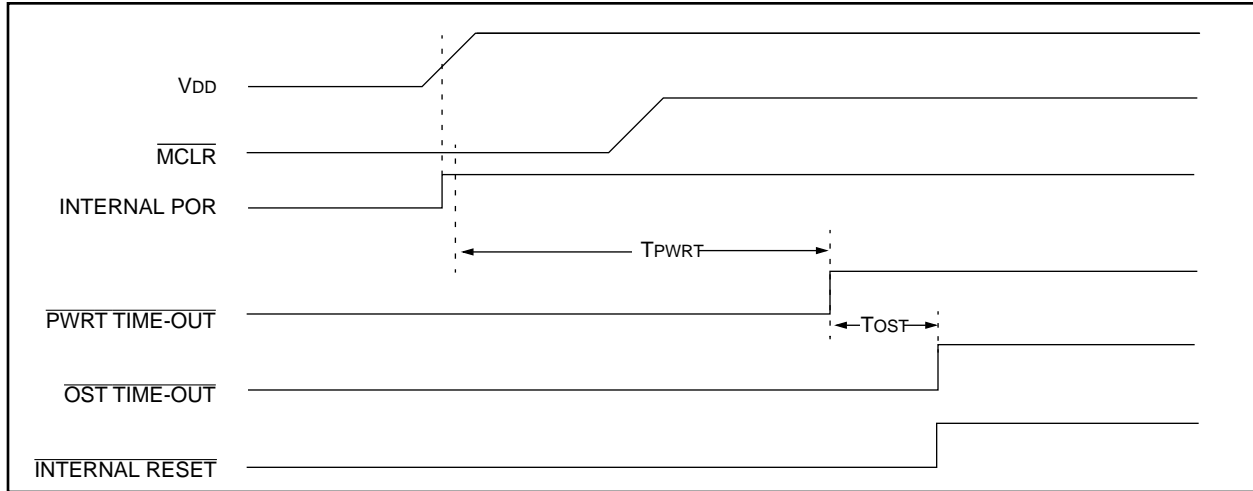 VDD
MCLR
INTERNAL POR
TPWRT
PWRT TIME-OUT
TOST
OST TIME-OUT
INTERNAL RESET